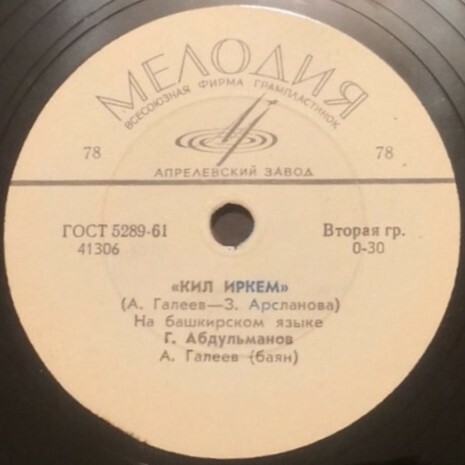 МЕЛОДИЯ
ВСЕСОЮЗНАЯ ФИРМА ГРАМПЛАСТИНОК
78 78
АПРЕЛЕВСКИЙ ЗАВОД
ГОСТ 5289-61 Вторая гр.
41306 0-30
«КИЛ ИРКЕМ»
(А. Галеев—З. Арсланова)
На башкирском языке
Г. Абдульманов
А. Галеев (баян)